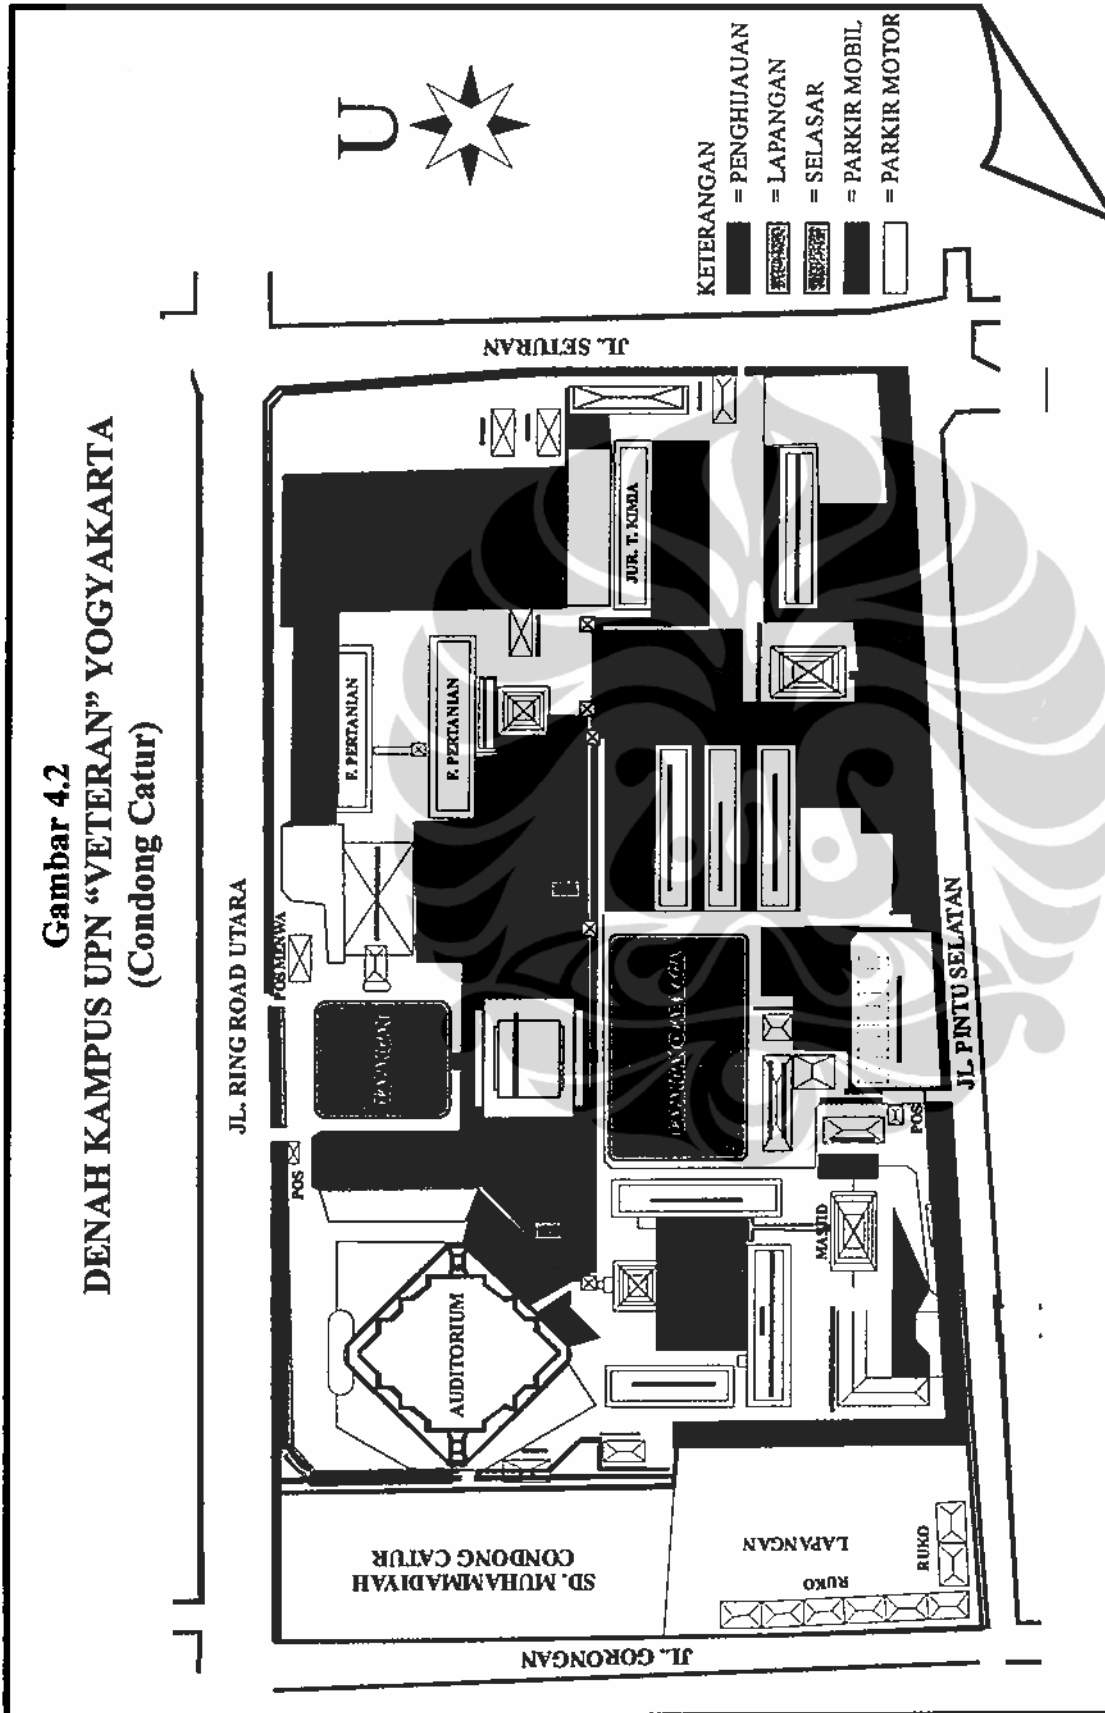 Gambar 4.2
DENAH KAMPUS UPN “VETERAN” YOGYAKARTA
(Condong Catur)
U
JL. RING ROAD UTARA
POS
POS MENWA
LAPANGAN
AUDITORIUM
F. PERTANIAN
F. PERTANIAN
JUR. T. KIMIA
LAPANGAN OLAH RAGA
MASJID
POS
SD. MUHAMMADIYAH
CONDONG CATUR
LAPANGAN
RUKO
RUKO
JL. GORONGAN
JL. PINTU SELATAN
JL. SETURAN
KETERANGAN
= PENGHIJAUAN
= LAPANGAN
= SELASAR
= PARKIR MOBIL
= PARKIR MOTOR